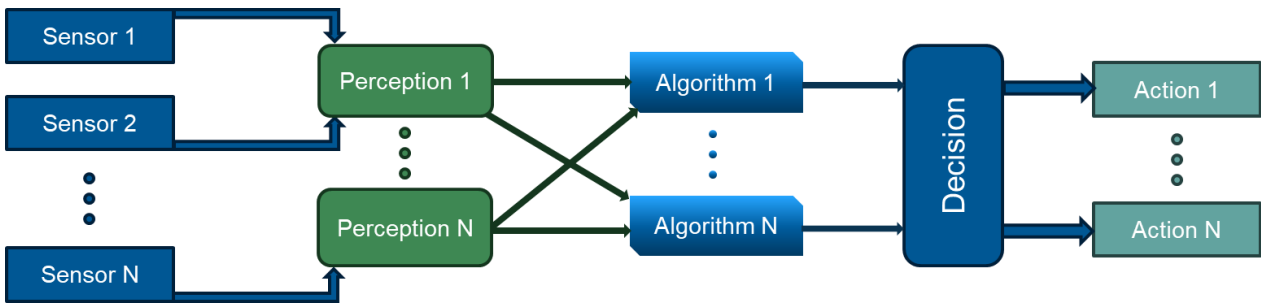 Sensor 1
Sensor 2
Sensor N
Perception 1
Perception N
Algorithm 1
Algorithm N
Decision
Action 1
Action N